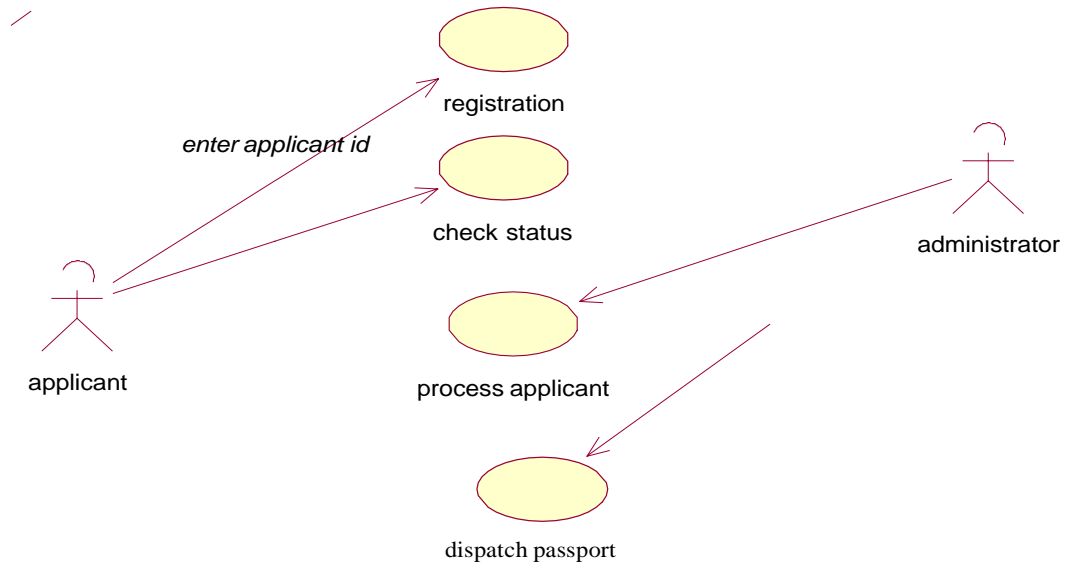 registration
enter applicant id
check status
administrator
applicant
process applicant
dispatch passport